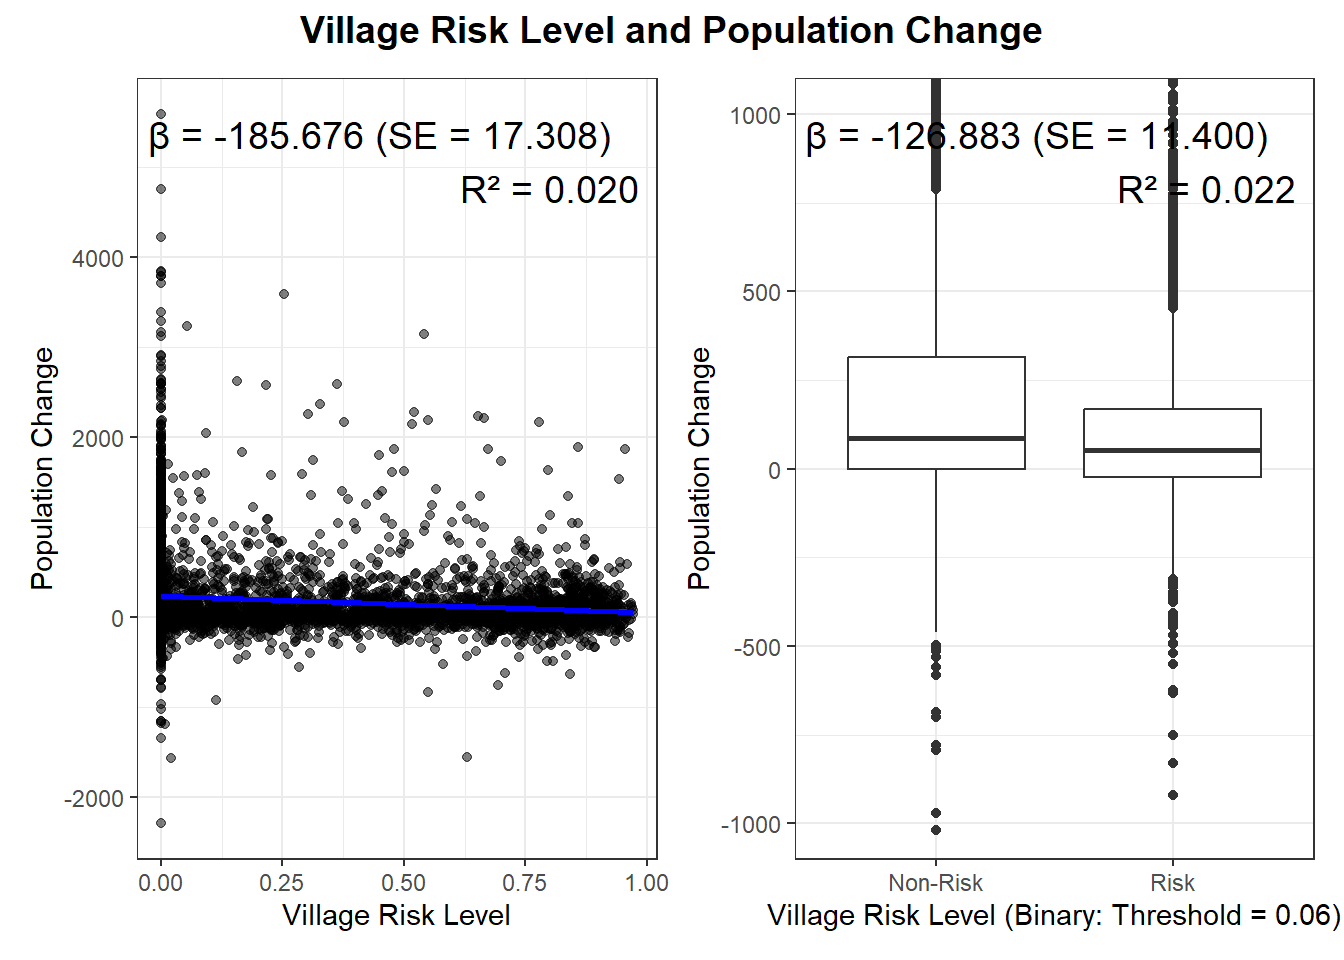 Village Risk Level and Population Change
β = -185.676 (SE = 17.308)
R² = 0.020
Population Change
4000
2000
0
-2000
0.00 0.25 0.50 0.75 1.00
Village Risk Level
β = -126.883 (SE = 11.400)
R² = 0.022
Population Change
1000
500
0
-500
-1000
Non-Risk Risk
Village Risk Level (Binary: Threshold = 0.06)